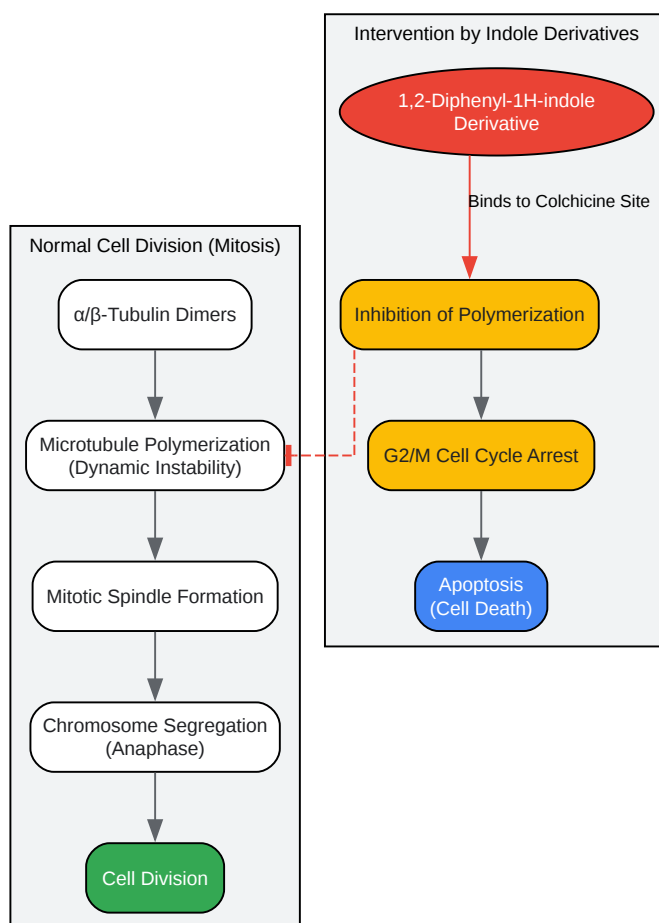 Intervention by Indole Derivatives
1,2-Diphenyl-1H-indole
Derivative
Binds to Colchicine Site
Normal Cell Division (Mitosis)
α/β-Tubulin Dimers
Inhibition of Polymerization
Microtubule Polymerization
(Dynamic Instability)
G2/M Cell Cycle Arrest
Mitotic Spindle Formation
Apoptosis
(Cell Death)
Chromosome Segregation
(Anaphase)
Cell Division